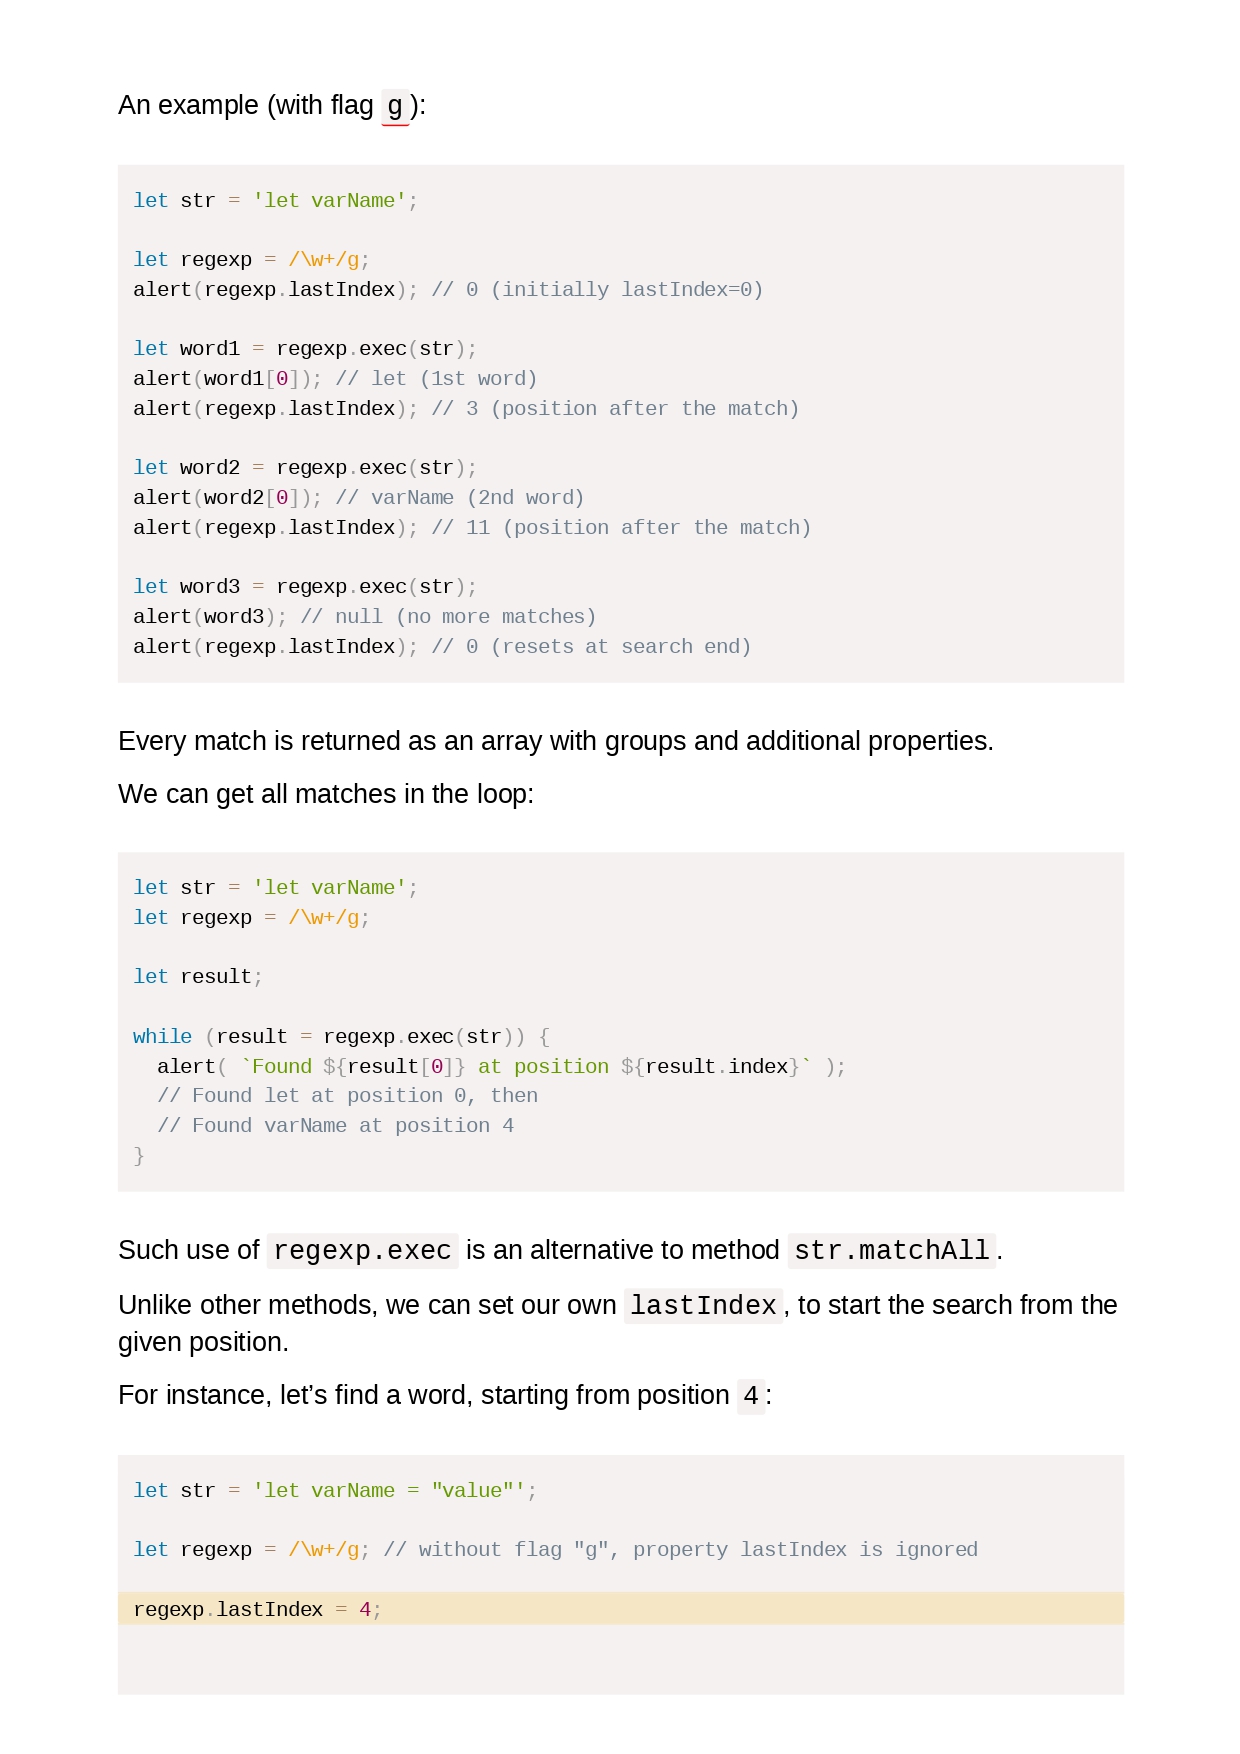 An example (with flag g):
let str = 'let varName';
let regexp = /\w+/g;
alert(regexp.lastIndex); // 0 (initially lastIndex=0)
let word1 = regexp.exec(str);
alert(word1[0]); // let (1st word)
alert(regexp.lastIndex); // 3 (position after the match)
let word2 = regexp.exec(str);
alert(word2[0]); // varName (2nd word)
alert(regexp.lastIndex); // 11 (position after the match)
let word3 = regexp.exec(str);
alert(word3); // null (no more matches)
alert(regexp.lastIndex); // 0 (resets at search end)
Every match is returned as an array with groups and additional properties.
We can get all matches in the loop:
let str = 'let varName';
let regexp = /\w+/g;
let result;
while (result = regexp.exec(str)) {
  alert( `Found ${result[0]} at position ${result.index}` );
  // Found let at position 0, then
  // Found varName at position 4
}
Such use of regexp.exec is an alternative to method str.matchAll.
Unlike other methods, we can set our own lastIndex, to start the search from the
given position.
For instance, let’s find a word, starting from position 4:
let str = 'let varName = "value"';
let regexp = /\w+/g; // without flag "g", property lastIndex is ignored
regexp.lastIndex = 4;